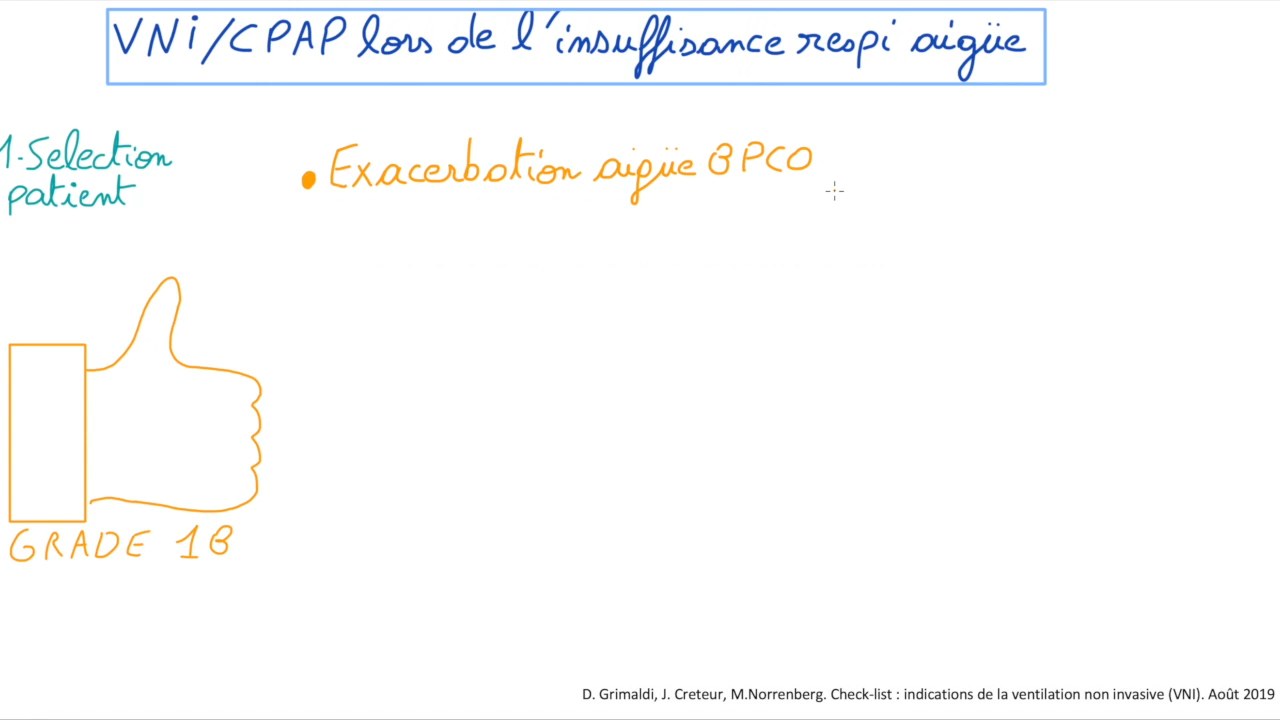 VNi/CPAP lors de l'insuffisance respi aigüe
1-Selection
patient
• Exacerbation aigüe BPCO
GRADE 1B
D. Grimaldi, J. Creteur, M.Norrenberg. Check-list : indications de la ventilation non invasive (VNI). Août 2019